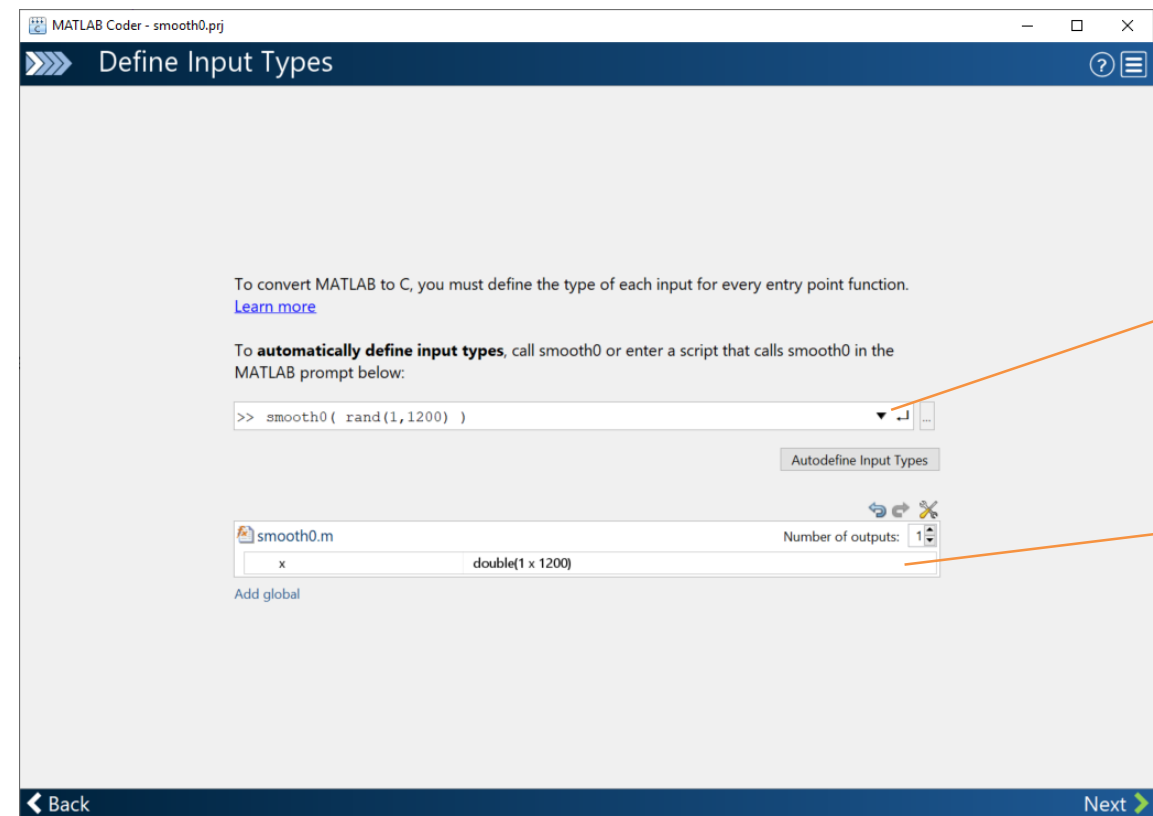 MATLAB Coder - smooth0.prj
Define Input Types
To convert MATLAB to C, you must define the type of each input for every entry point function.
Learn more
To automatically define input types, call smooth0 or enter a script that calls smooth0 in the
MATLAB prompt below:
>> smooth0( rand(1,1200) )
...
Autodefine Input Types
smooth0.m
Number of outputs: 1
x double(1 x 1200)
Add global
Back
Next